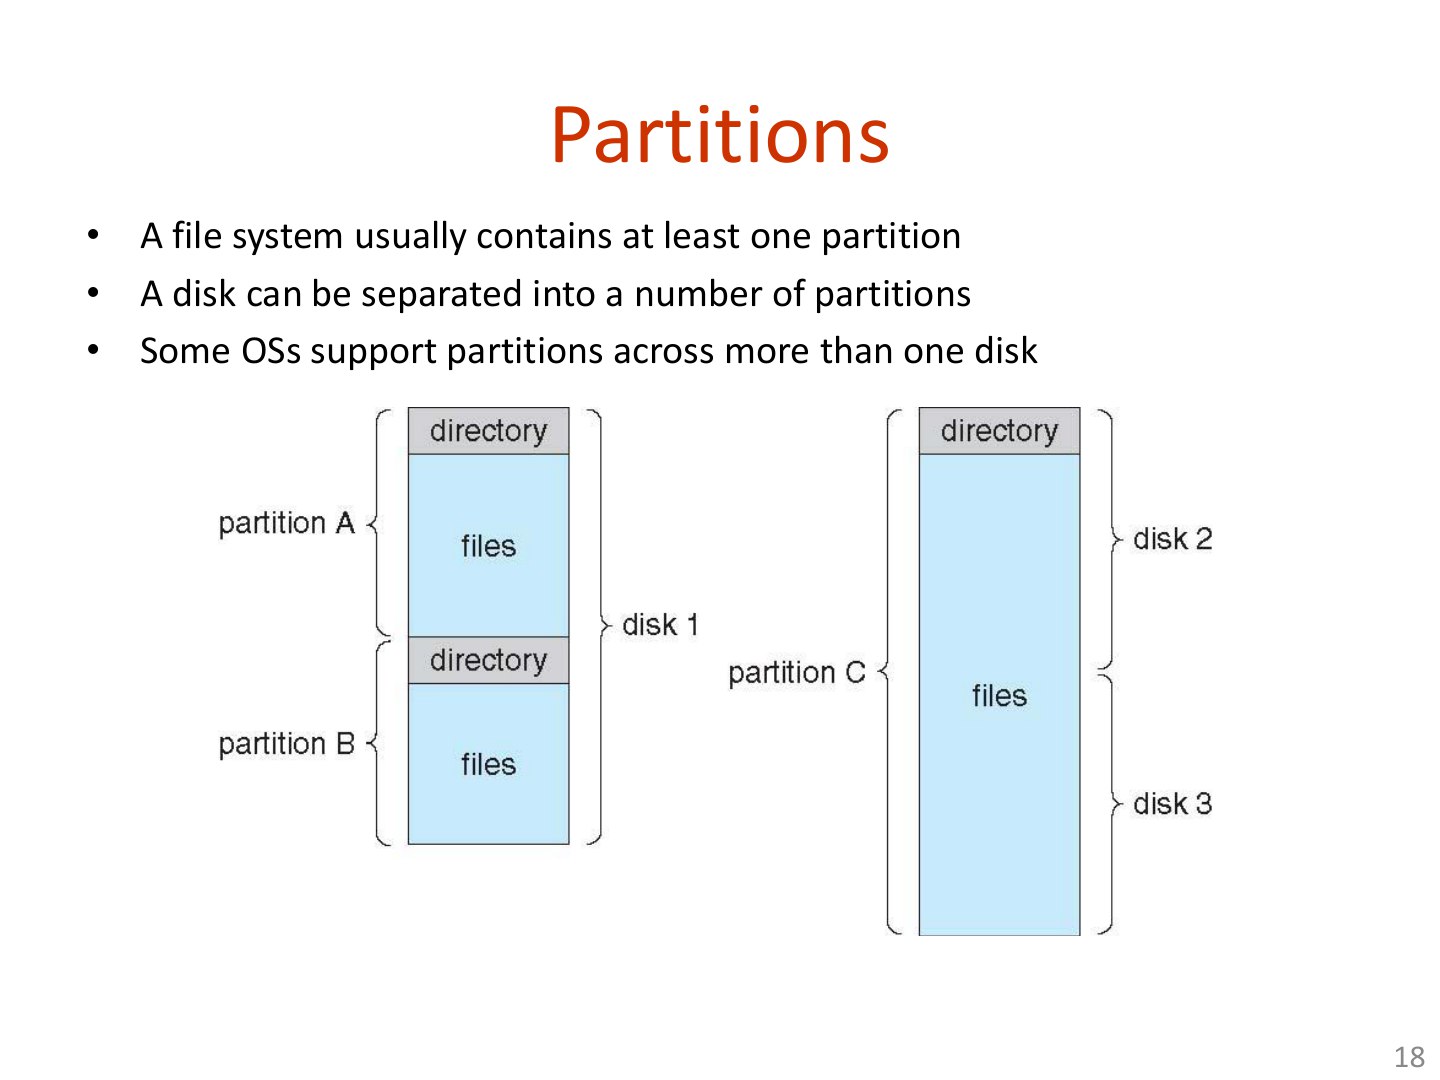 Partitions
• A file system usually contains at least one partition
• A disk can be separated into a number of partitions
• Some OSs support partitions across more than one disk
directory
partition A
files
directory
disk 1
partition B
files
directory
disk 2
partition C
files
disk 3
18